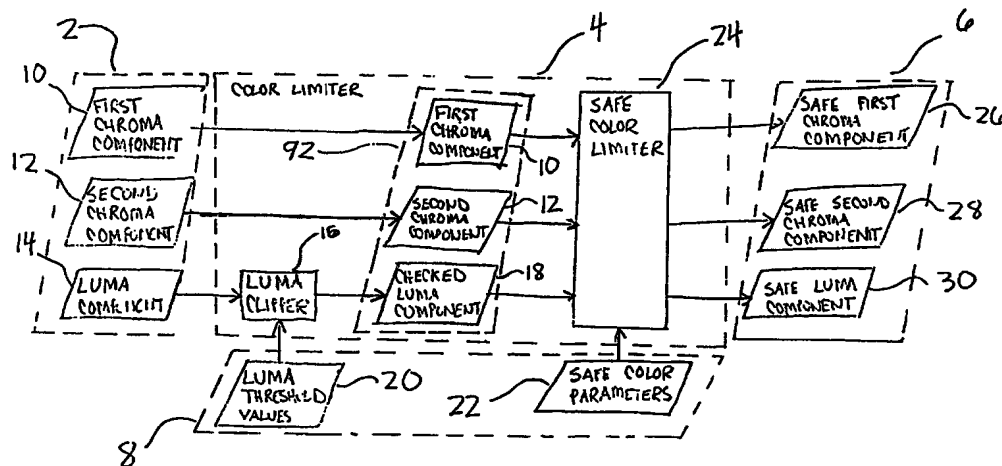 2
4
24
6
10
FIRST
CHROMA
COMPONENT
COLOR LIMITER
92
FIRST
CHROMA
COMPONENT
10
SAFE
COLOR
LIMITER
SAFE FIRST
CHROMA
COMPONENT
26
12
SECOND
CHROMA
COMPONENT
SECOND
CHROMA
COMPONENT
12
SAFE SECOND
CHROMA
COMPONENT
28
14
LUMA
16
LUMA
CLIPPER
CHECKED
LUMA
COMPONENT
18
SAFE LUMA
COMPONENT
30
LUMA
THRESHOLD
VALUES
20
22
SAFE COLOR
PARAMETERS
8